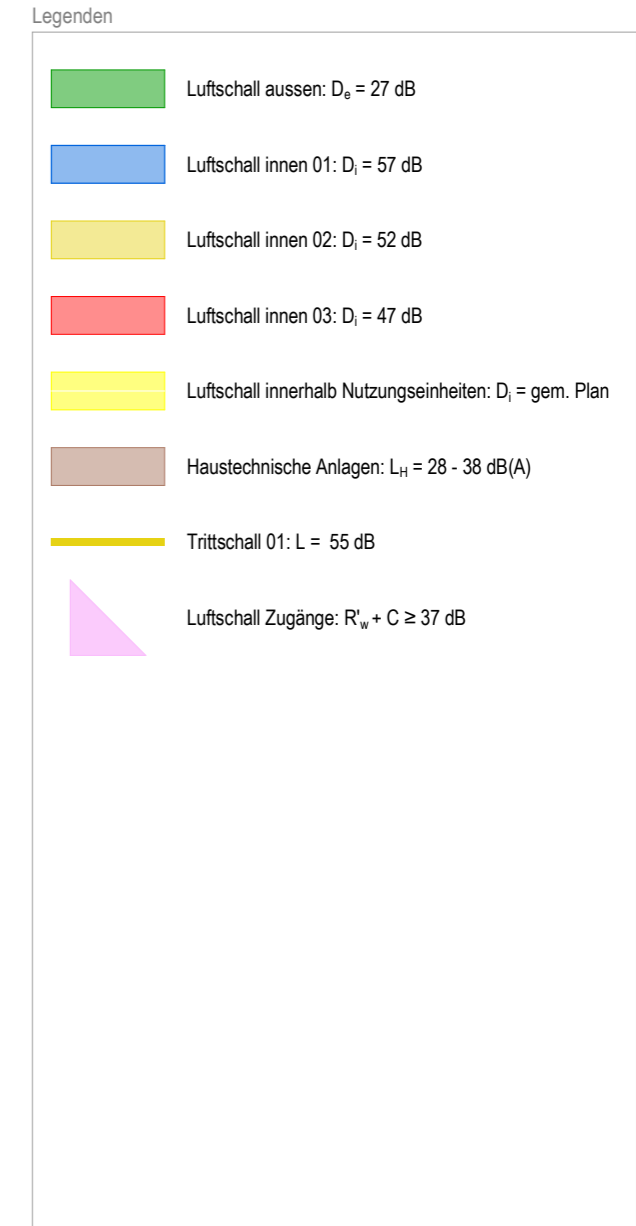 Legenden
Luftschall aussen: Dₑ = 27 dB
Luftschall innen 01: Dᵢ = 57 dB
Luftschall innen 02: Dᵢ = 52 dB
Luftschall innen 03: Dᵢ = 47 dB
Luftschall innerhalb Nutzungseinheiten: Dᵢ = gem. Plan
Haustechnische Anlagen: L_H = 28 - 38 dB(A)
Trittschall 01: L = 55 dB
Luftschall Zugänge: R'_w + C ≥ 37 dB